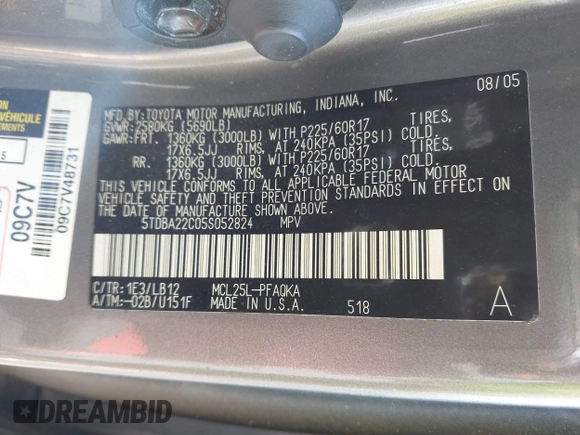 08/05
MFD. BY: TOYOTA MOTOR MANUFACTURING, INDIANA, INC.
GVWR: 2580KG (5690LB)
GAWR: FRT. 1360KG (3000LB) WITH P225/60R17 TIRES,
17X6.5JJ RIMS, AT 240KPA (35PSI) COLD.
RR. 1360KG (3000LB) WITH P225/60R17 TIRES,
17X6.5JJ RIMS, AT 240KPA (35PSI) COLD.
THIS VEHICLE CONFORMS TO ALL APPLICABLE FEDERAL MOTOR
VEHICLE SAFETY AND THEFT PREVENTION STANDARDS IN EFFECT ON
THE DATE OF MANUFACTURE SHOWN ABOVE.
5TDBA22C05S052824 MPV
C/TR: 1E3/LB12 MCL25L-PFAQKA
A/TM: -02B/U151F MADE IN U.S.A. 518 A
09C7V
09C7V48731
VÉHICULE
DREAMBID